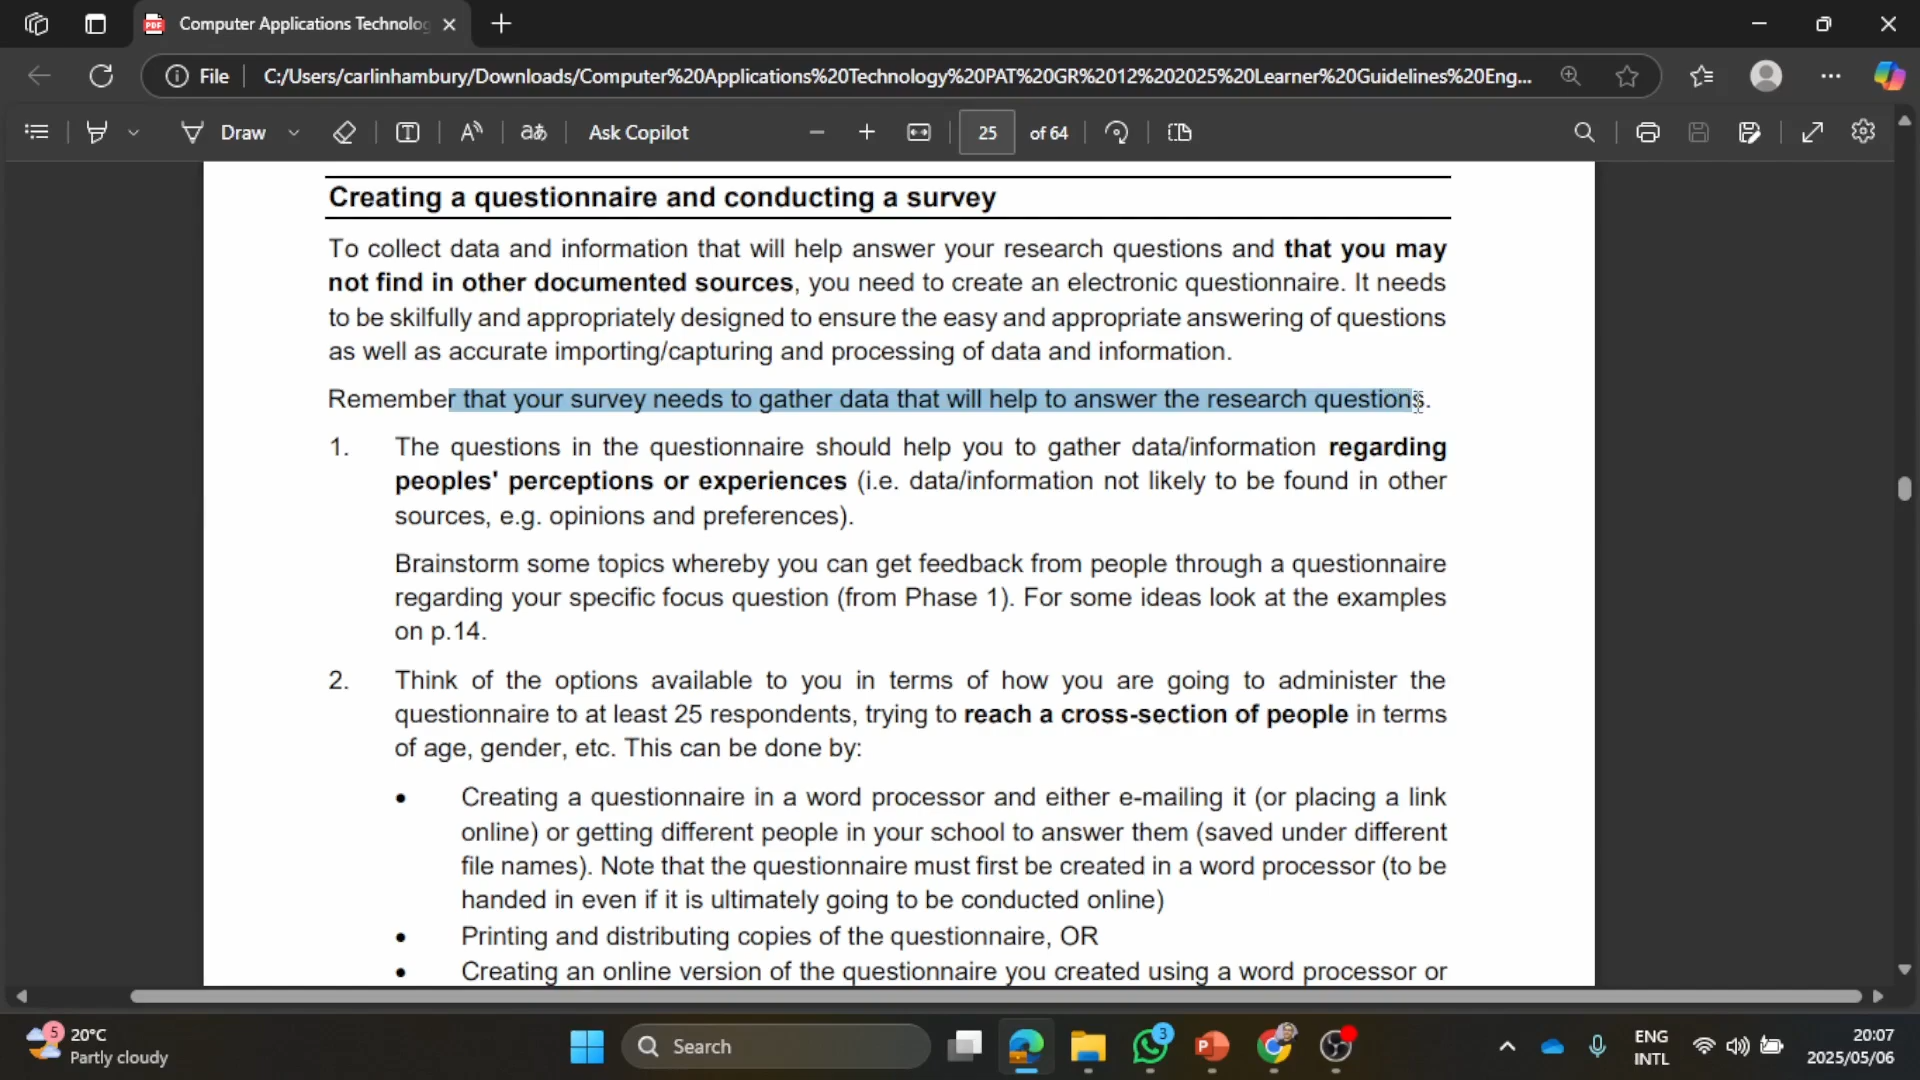 Computer Applications Technolog
File
C:/Users/carlinhambury/Downloads/Computer%20Applications%20Technology%20PAT%20GR%2012%202025%20Learner%20Guidelines%20Eng...
Draw
Ask Copilot
25 of 64
Creating a questionnaire and conducting a survey
To collect data and information that will help answer your research questions and that you may
not find in other documented sources, you need to create an electronic questionnaire. It needs
to be skilfully and appropriately designed to ensure the easy and appropriate answering of questions
as well as accurate importing/capturing and processing of data and information.
Remember that your survey needs to gather data that will help to answer the research questions.
1. The questions in the questionnaire should help you to gather data/information regarding
peoples' perceptions or experiences (i.e. data/information not likely to be found in other
sources, e.g. opinions and preferences).
Brainstorm some topics whereby you can get feedback from people through a questionnaire
regarding your specific focus question (from Phase 1). For some ideas look at the examples
on p.14.
2. Think of the options available to you in terms of how you are going to administer the
questionnaire to at least 25 respondents, trying to reach a cross-section of people in terms
of age, gender, etc. This can be done by:
• Creating a questionnaire in a word processor and either e-mailing it (or placing a link
online) or getting different people in your school to answer them (saved under different
file names). Note that the questionnaire must first be created in a word processor (to be
handed in even if it is ultimately going to be conducted online)
• Printing and distributing copies of the questionnaire, OR
• Creating an online version of the questionnaire you created using a word processor or
5
20°C
Partly cloudy
Search
3
ENG
INTL
20:07
2025/05/06